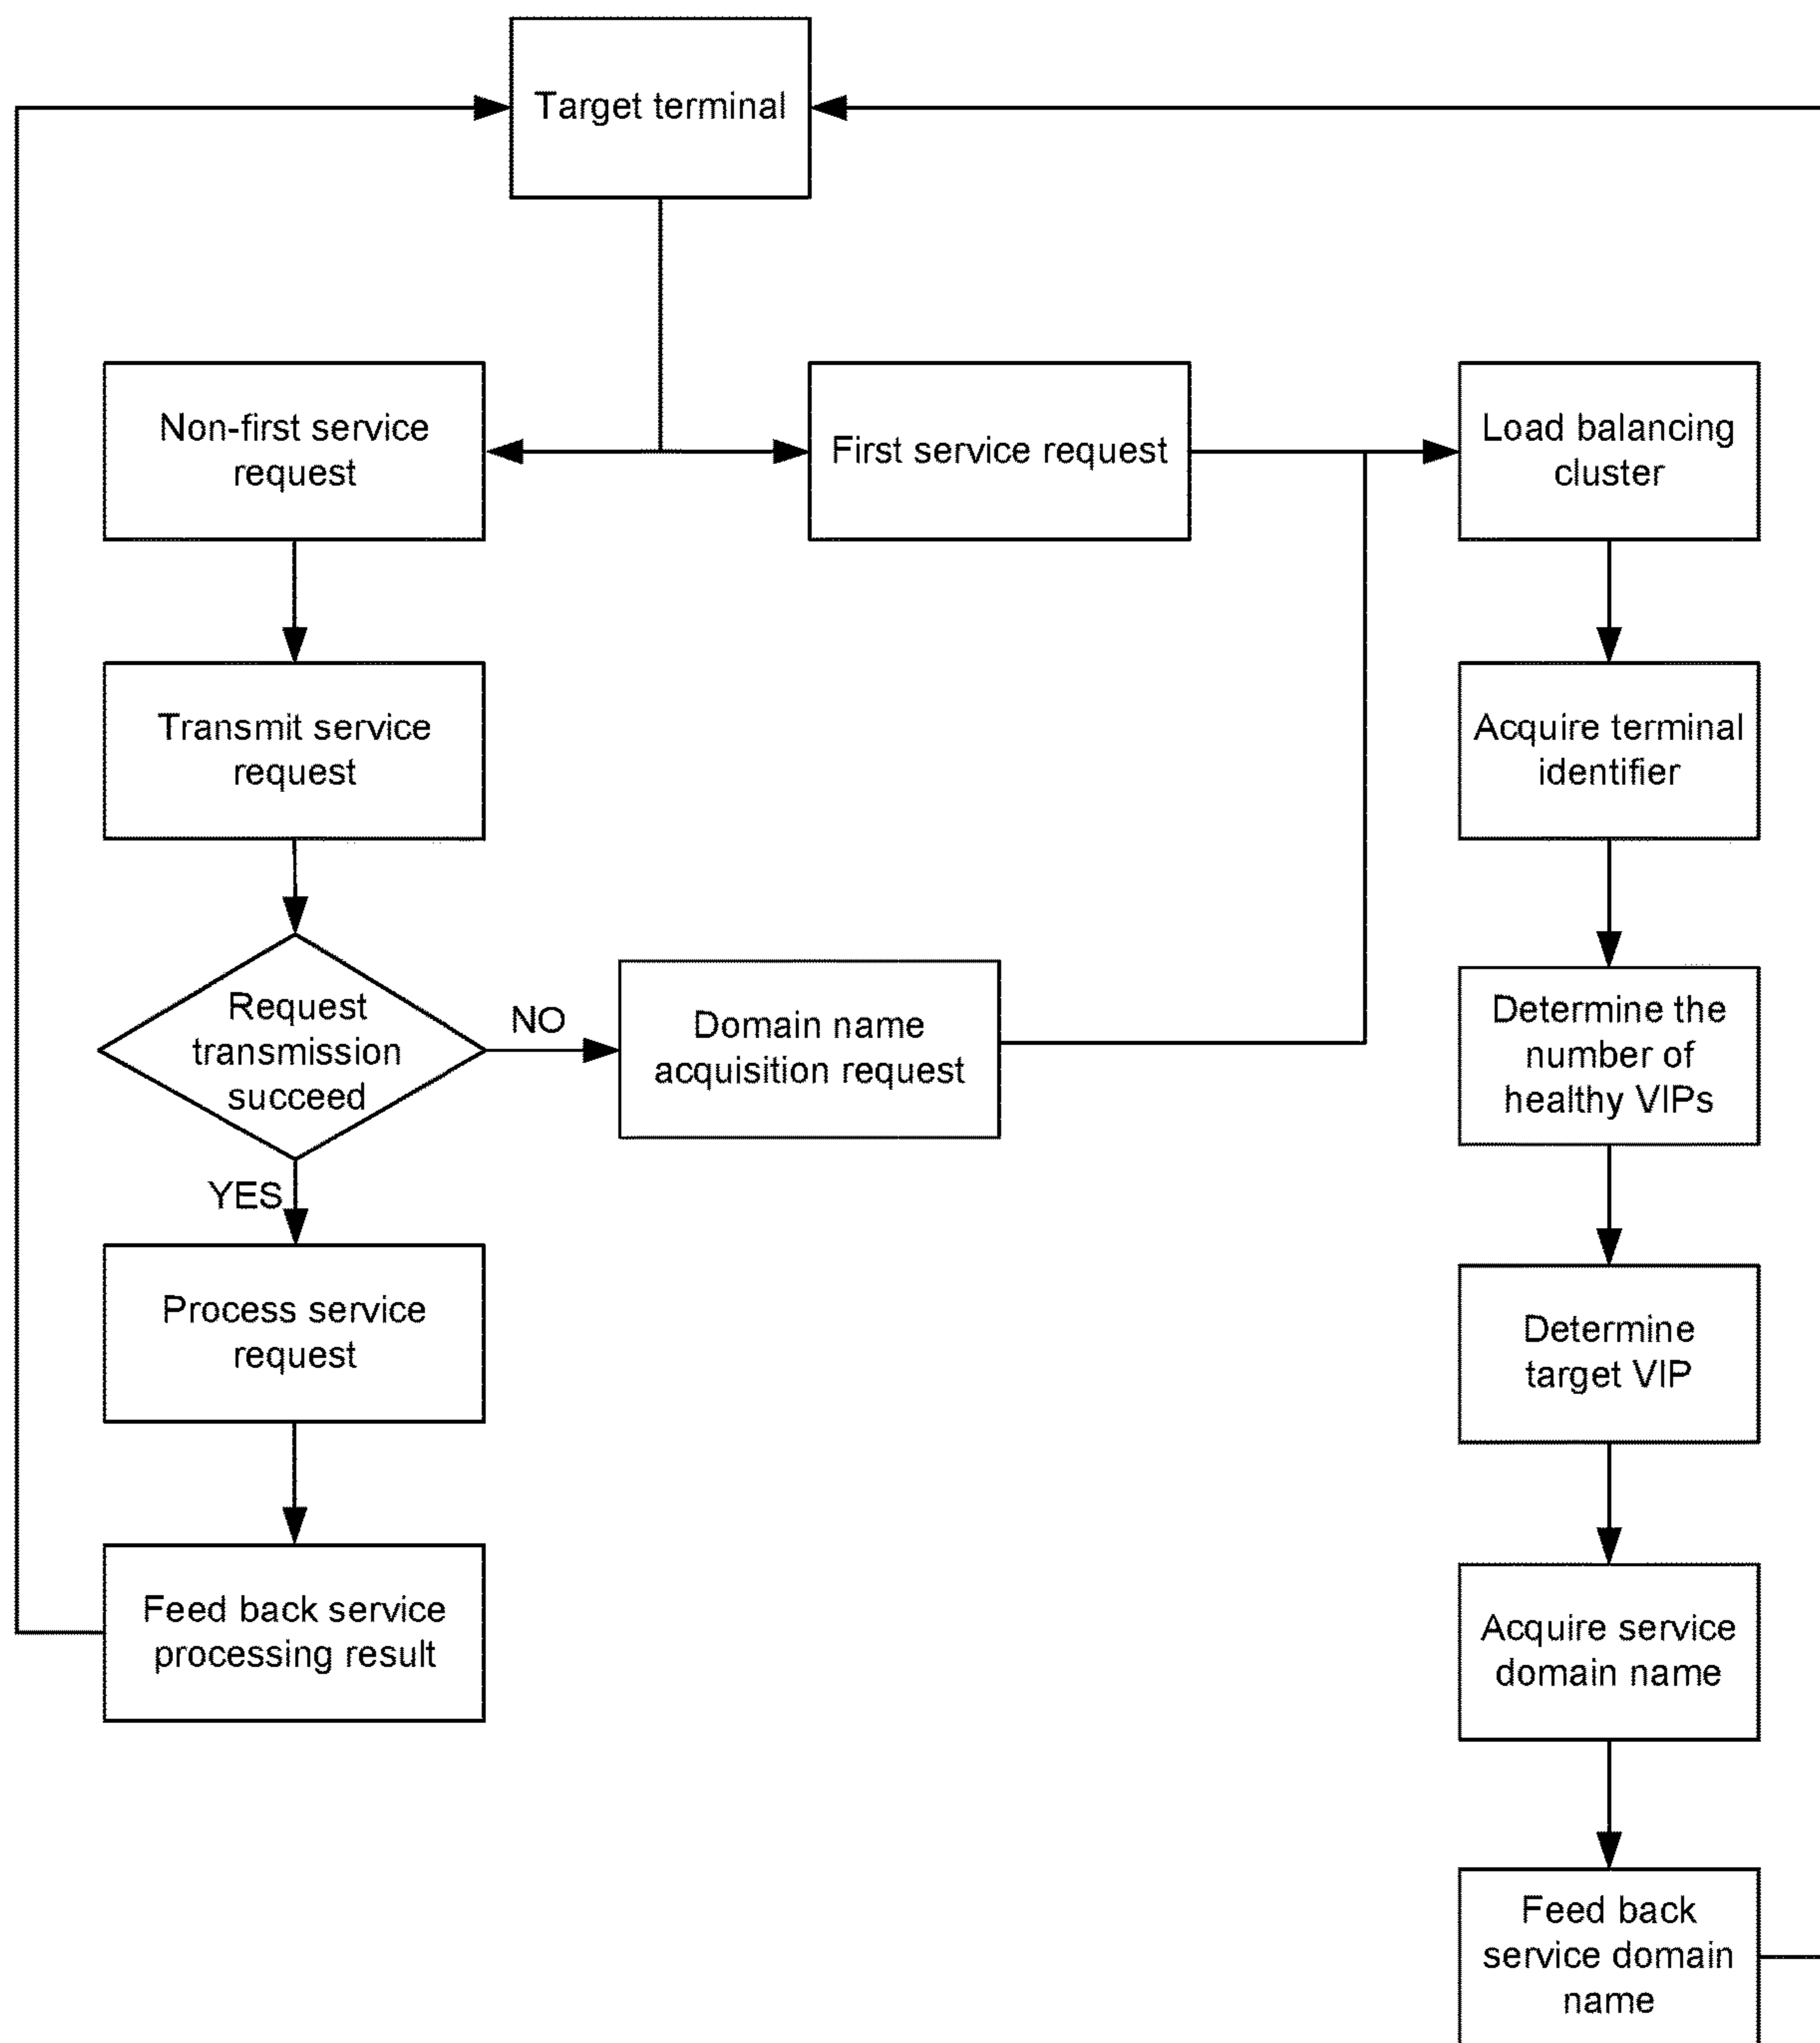 Target terminal
Non-first service
request
First service request
Load balancing
cluster
Transmit service
request
Acquire terminal
identifier
Request
transmission
succeed
NO
Domain name
acquisition request
Determine the
number of
healthy VIPs
YES
Process service
request
Determine
target VIP
Feed back service
processing result
Acquire service
domain name
Feed back
service domain
name